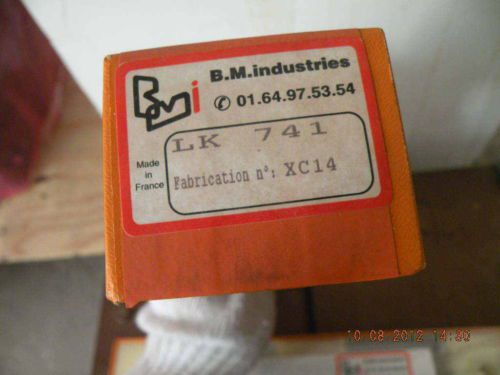 BMi B.M.industries
✆ 01.64.97.53.54
LK 741
Made
in
France
Fabrication n°: XC14
10 08 2012 14:30